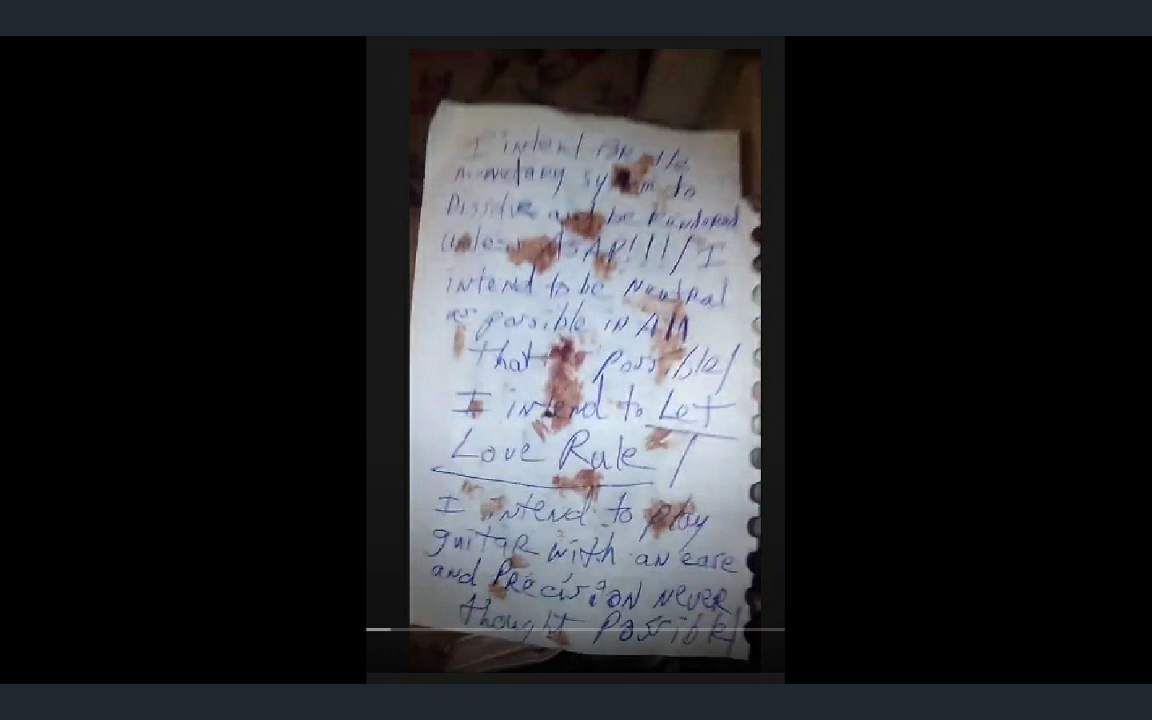 I intend for the
monetary system to
Dissolve and be Rendered
useless ASAP!!!/ I
intend to be Neutral
as possible in All
that is possible/
I intend to Let
Love Rule /
I intend to play
guitar with an ease
and Precision never
thought Possible/